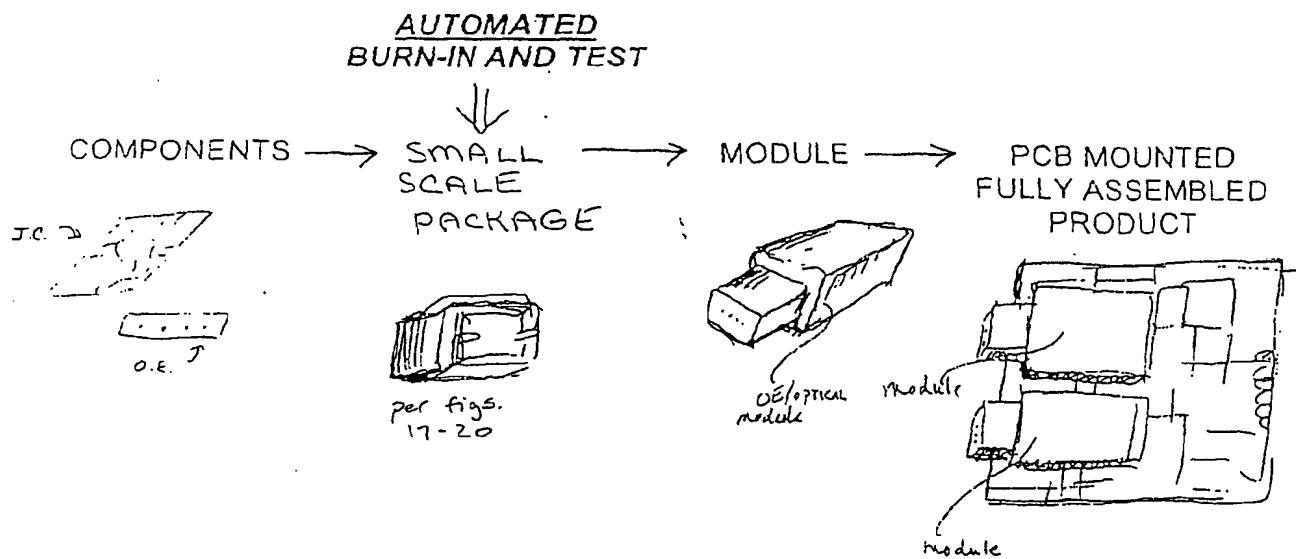 AUTOMATED
BURN-IN AND TEST
COMPONENTS
SMALL
SCALE
PACKAGE
MODULE
PCB MOUNTED
FULLY ASSEMBLED
PRODUCT
I.C.
O.E.
per figs.
17-20
OE/OPTICAL
module
module
module